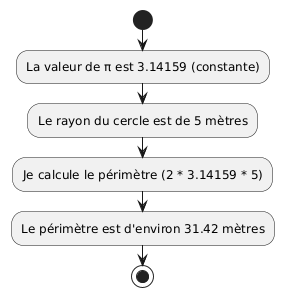 La valeur de π est 3.14159 (constante)
Le rayon du cercle est de 5 mètres
Je calcule le périmètre (2 * 3.14159 * 5)
Le périmètre est d'environ 31.42 mètres